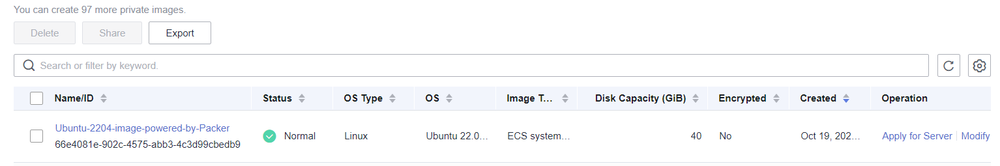 You can create 97 more private images.
Delete Share Export
Search or filter by keyword.
Name/ID Status OS Type OS Image T... Disk Capacity (GiB) Encrypted Created Operation
Ubuntu-2204-image-powered-by-Packer
66e4081e-902c-4575-abb3-4c3d99cbedb9
Normal Linux Ubuntu 22.0... ECS system... 40 No Oct 19, 202... Apply for Server Modify